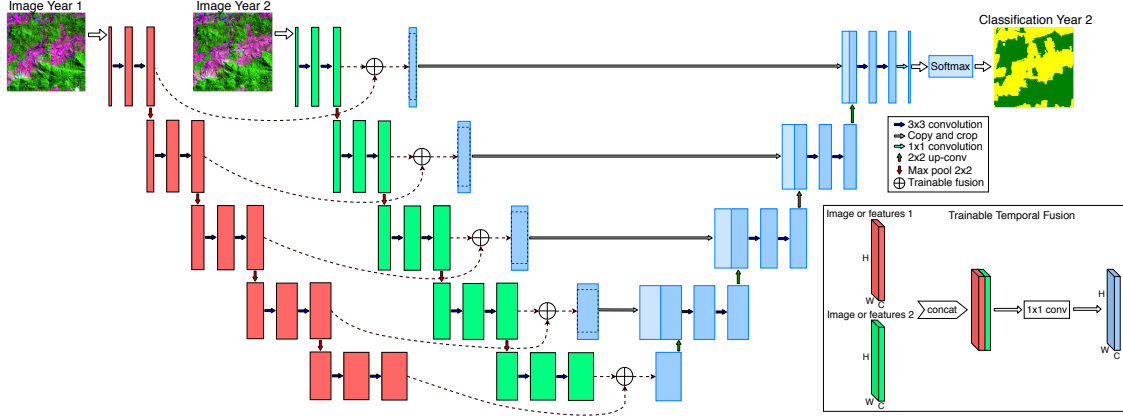 Image Year 1
Image Year 2
Classification Year 2
Softmax
3x3 convolution
Copy and crop
1x1 convolution
2x2 up-conv
Max pool 2x2
Trainable fusion
Image or features 1
Trainable Temporal Fusion
H
W
C
Image or features 2
H
W
C
concat
1x1 conv
H
W
C